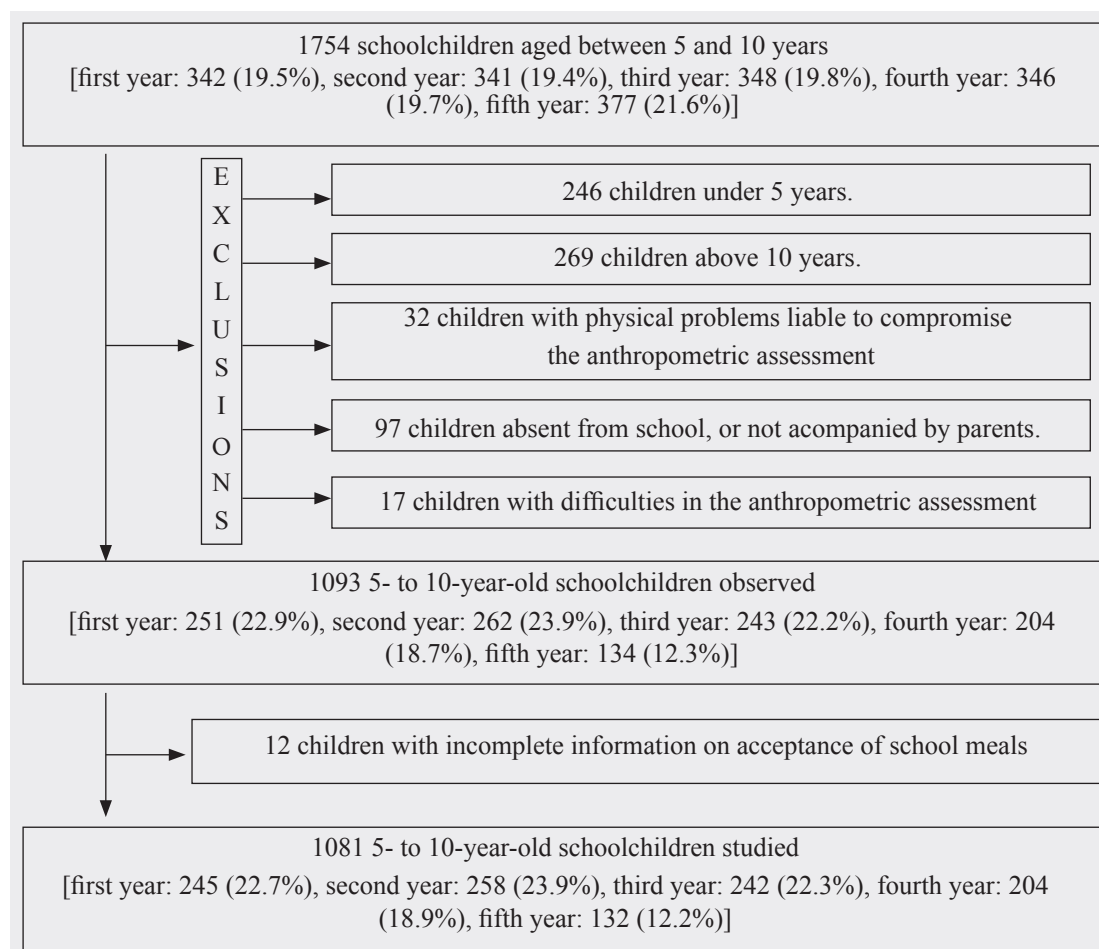 1754 schoolchildren aged between 5 and 10 years
[first year: 342 (19.5%), second year: 341 (19.4%), third year: 348 (19.8%), fourth year: 346
(19.7%), fifth year: 377 (21.6%)]
E
X
C
L
U
S
I
O
N
S
246 children under 5 years.
269 children above 10 years.
32 children with physical problems liable to compromise
the anthropometric assessment
97 children absent from school, or not acompanied by parents.
17 children with difficulties in the anthropometric assessment
1093 5- to 10-year-old schoolchildren observed
[first year: 251 (22.9%), second year: 262 (23.9%), third year: 243 (22.2%), fourth year: 204
(18.7%), fifth year: 134 (12.3%)]
12 children with incomplete information on acceptance of school meals
1081 5- to 10-year-old schoolchildren studied
[first year: 245 (22.7%), second year: 258 (23.9%), third year: 242 (22.3%), fourth year: 204
(18.9%), fifth year: 132 (12.2%)]